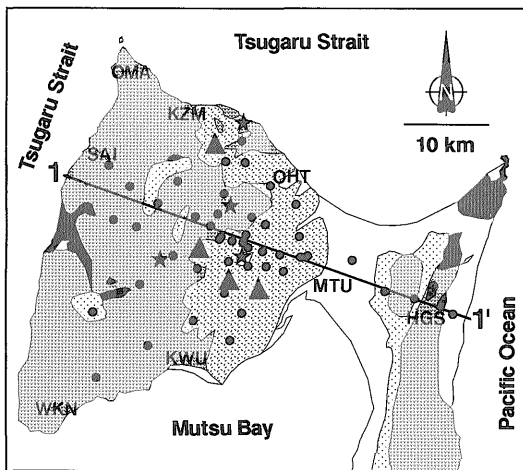 Tsugaru Strait
OMA
Tsugaru Strait
N
KZM
10 km
SAI
1
OHT
MTU
HGS
1'
KWU
Pacific Ocean
WKN
Mutsu Bay